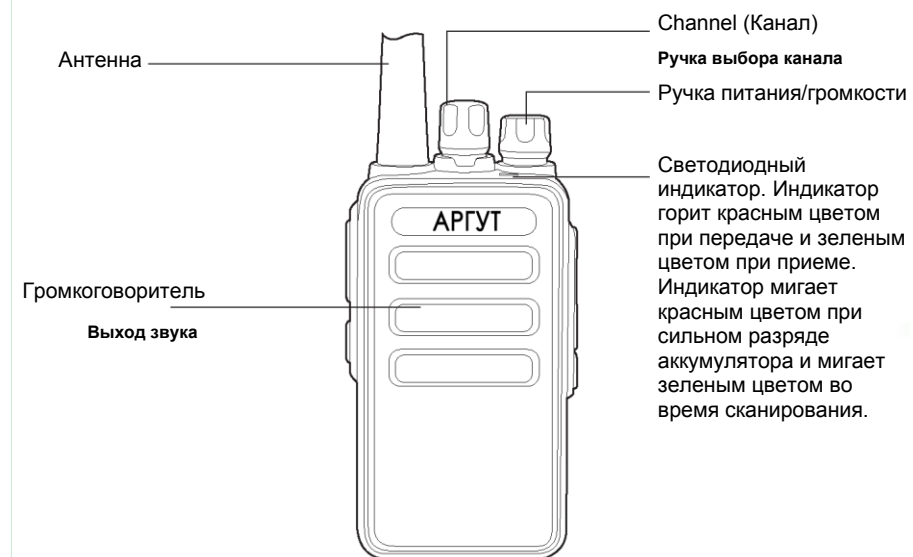 Channel (Канал)
Антенна
Ручка выбора канала
Ручка питания/громкости
Светодиодный
индикатор. Индикатор
горит красным цветом
при передаче и зеленым
цветом при приеме.
Индикатор мигает
красным цветом при
сильном разряде
аккумулятора и мигает
зеленым цветом во
время сканирования.
АРГУТ
Громкоговоритель
Выход звука